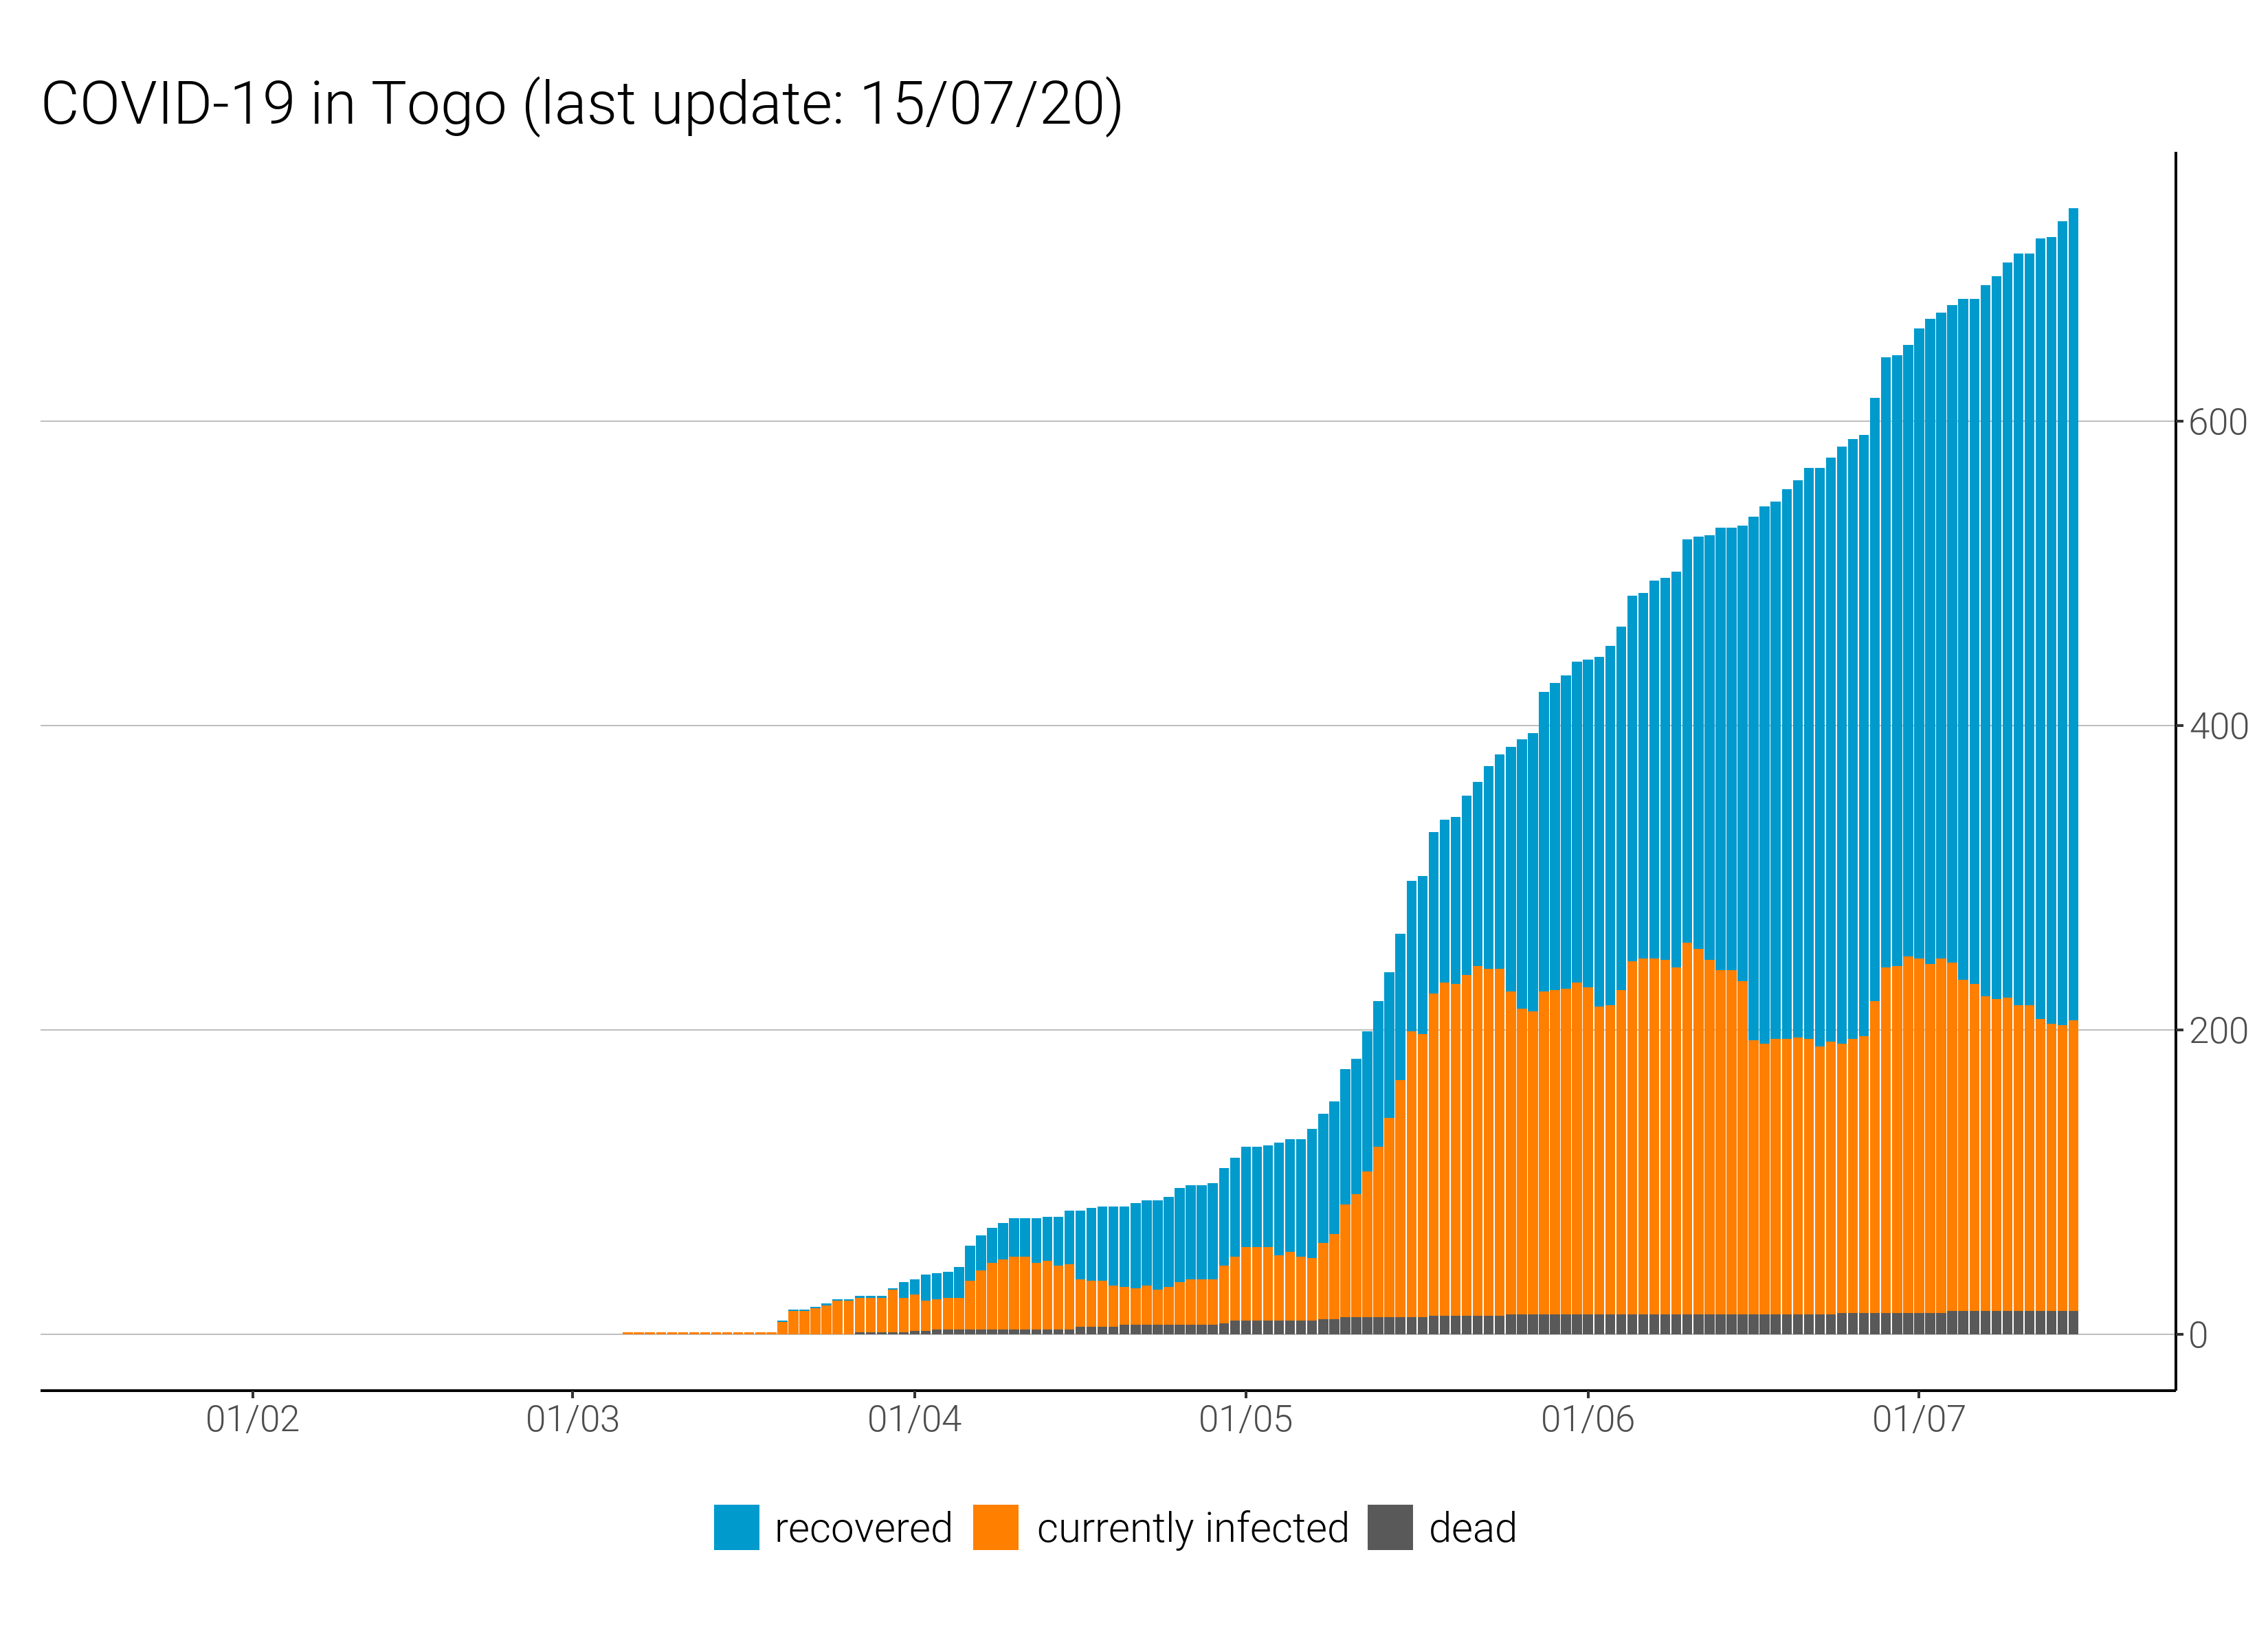 COVID-19 in Togo (last update: 15/07/20)
600
400
200
0
01/02 01/03 01/04 01/05 01/06 01/07
recovered currently infected dead